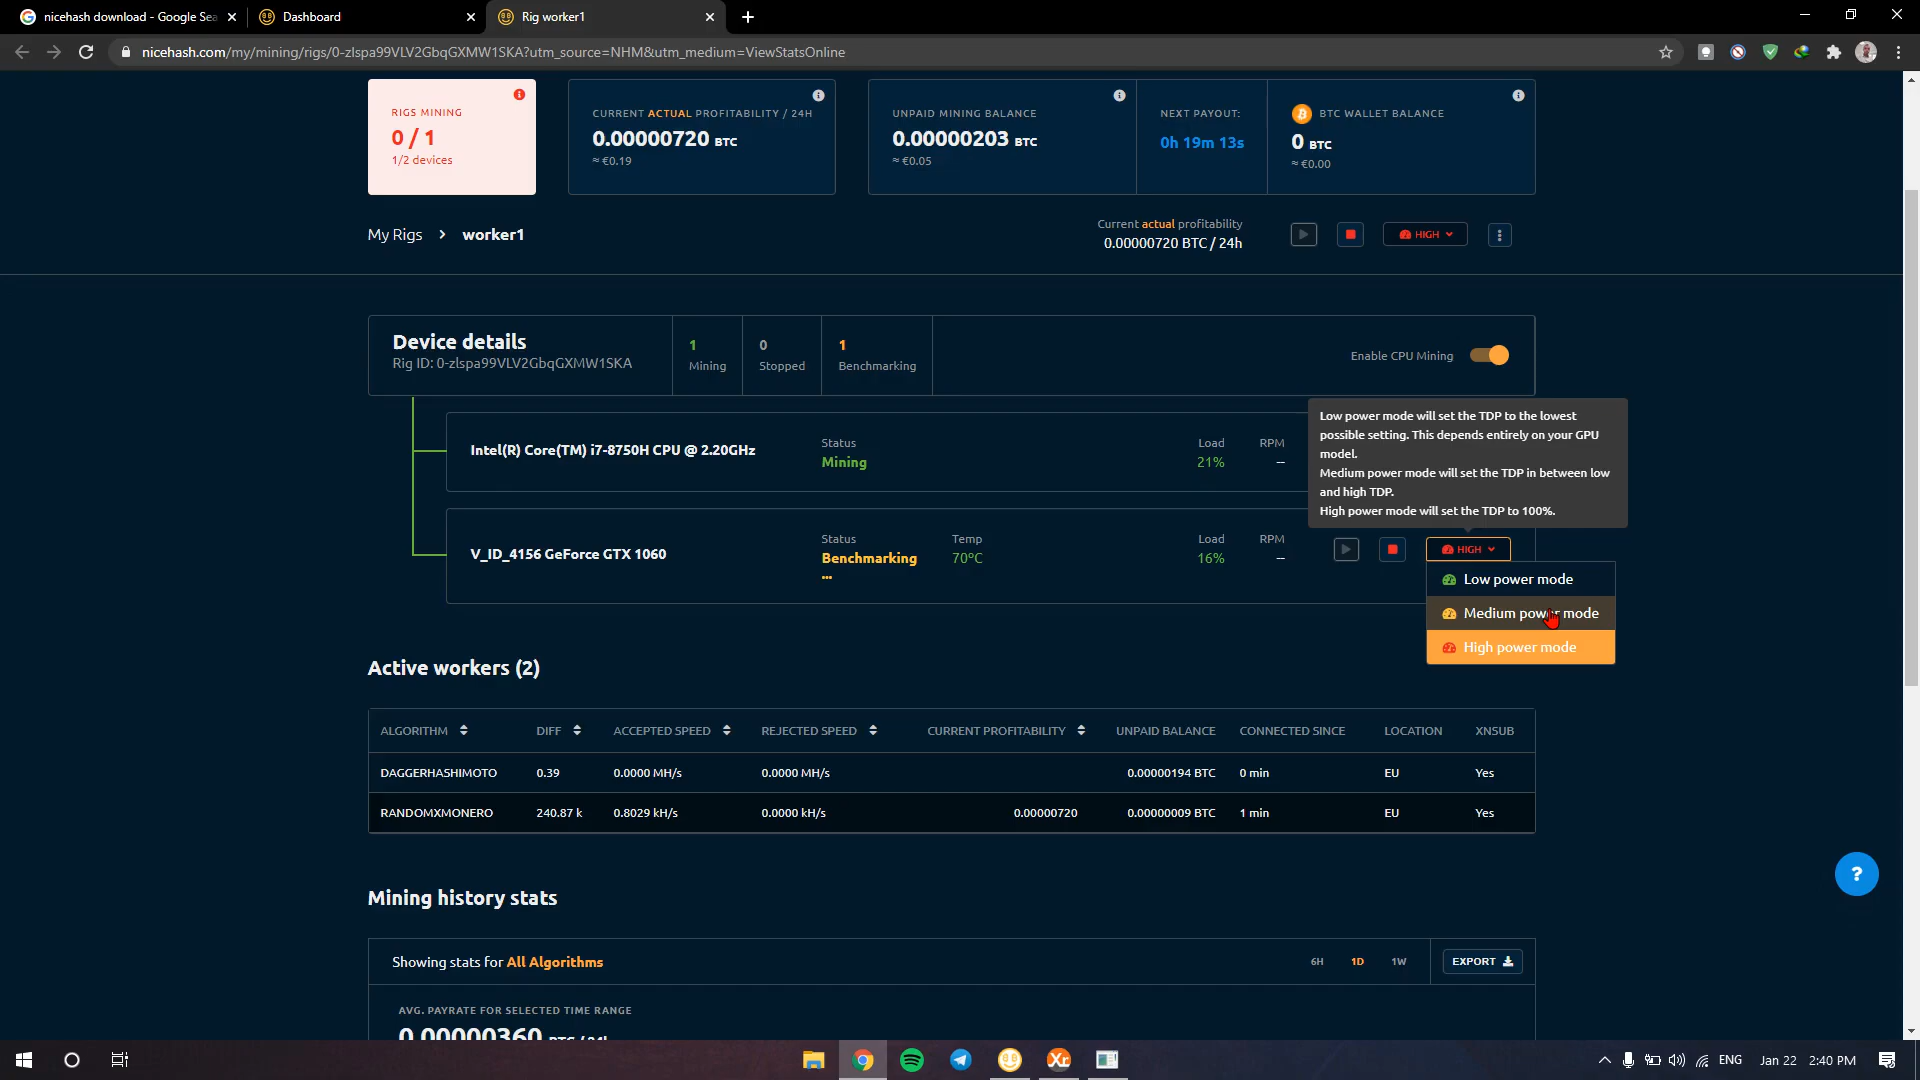 nicehash download - Google Sea
Dashboard
Rig worker1
nicehash.com/my/mining/rigs/0-zlspa99VLV2GbqGXMW1SKA?utm_source=NHM&utm_medium=ViewStatsOnline
RIGS MINING
0 / 1
1/2 devices
CURRENT ACTUAL PROFITABILITY / 24H
0.00000720 BTC
≈ €0.19
UNPAID MINING BALANCE
0.00000203 BTC
≈ €0.05
NEXT PAYOUT:
0h 19m 13s
BTC WALLET BALANCE
0 BTC
≈ €0.00
My Rigs > worker1
Current actual profitability
0.00000720 BTC / 24h
HIGH
Device details
Rig ID: 0-zlspa99VLV2GbqGXMW1SKA
1
Mining
0
Stopped
1
Benchmarking
Enable CPU Mining
Low power mode will set the TDP to the lowest
possible setting. This depends entirely on your GPU
model.
Medium power mode will set the TDP in between low
and high TDP.
High power mode will set the TDP to 100%.
Intel(R) Core(TM) i7-8750H CPU @ 2.20GHz
Status
Mining
Load
21%
RPM
--
V_ID_4156 GeForce GTX 1060
Status
Benchmarking
...
Temp
70°C
Load
16%
RPM
--
HIGH
Low power mode
Medium power mode
High power mode
Active workers (2)
ALGORITHM DIFF ACCEPTED SPEED REJECTED SPEED CURRENT PROFITABILITY UNPAID BALANCE CONNECTED SINCE LOCATION XNSUB
DAGGERHASHIMOTO 0.39 0.0000 MH/s 0.0000 MH/s 0.00000194 BTC 0 min EU Yes
RANDOMXMONERO 240.87 k 0.8029 kH/s 0.0000 kH/s 0.00000720 0.00000009 BTC 1 min EU Yes
?
Mining history stats
Showing stats for All Algorithms
6H 1D 1W
EXPORT
AVG. PAYRATE FOR SELECTED TIME RANGE
0.00000360 BTC / 24H
Xr
ENG
Jan 22 2:40 PM